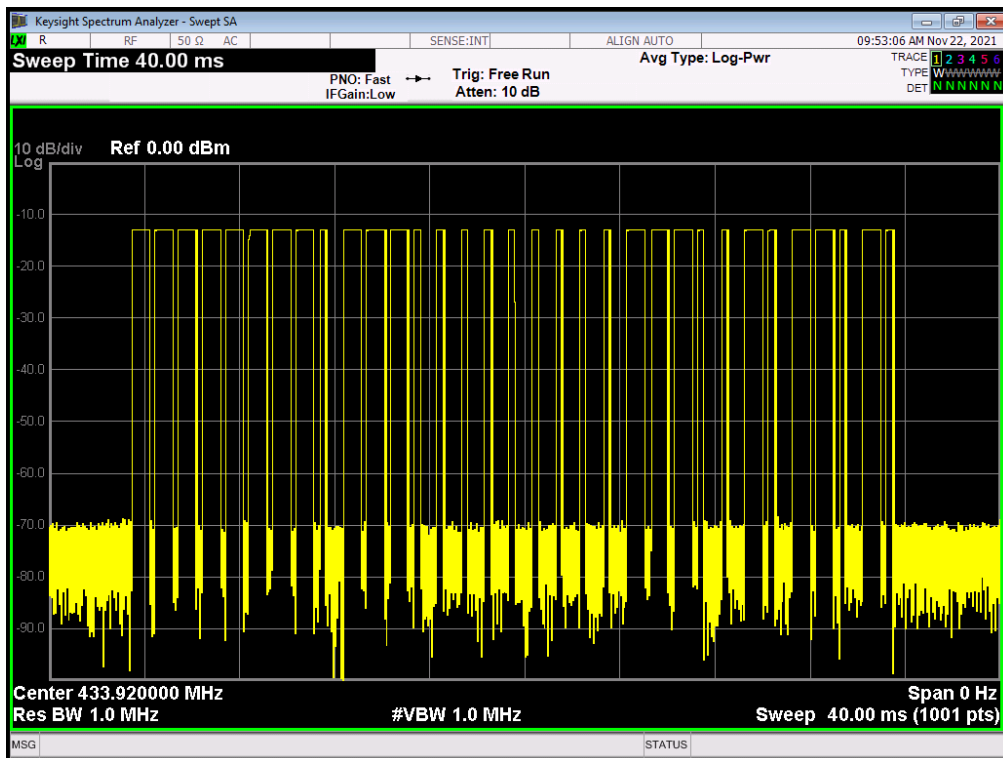 Keysight Spectrum Analyzer - Swept SA
LXI R RF 50 Ω AC SENSE:INT ALIGN AUTO 09:53:06 AM Nov 22, 2021
Sweep Time 40.00 ms Avg Type: Log-Pwr TRACE 1 2 3 4 5 6
PNO: Fast Trig: Free Run TYPE WWWWWW
IFGain:Low Atten: 10 dB DET N N N N N N
10 dB/div Ref 0.00 dBm
Log
-10.0
-20.0
-30.0
-40.0
-50.0
-60.0
-70.0
-80.0
-90.0
Center 433.920000 MHz Span 0 Hz
Res BW 1.0 MHz #VBW 1.0 MHz Sweep 40.00 ms (1001 pts)
MSG STATUS